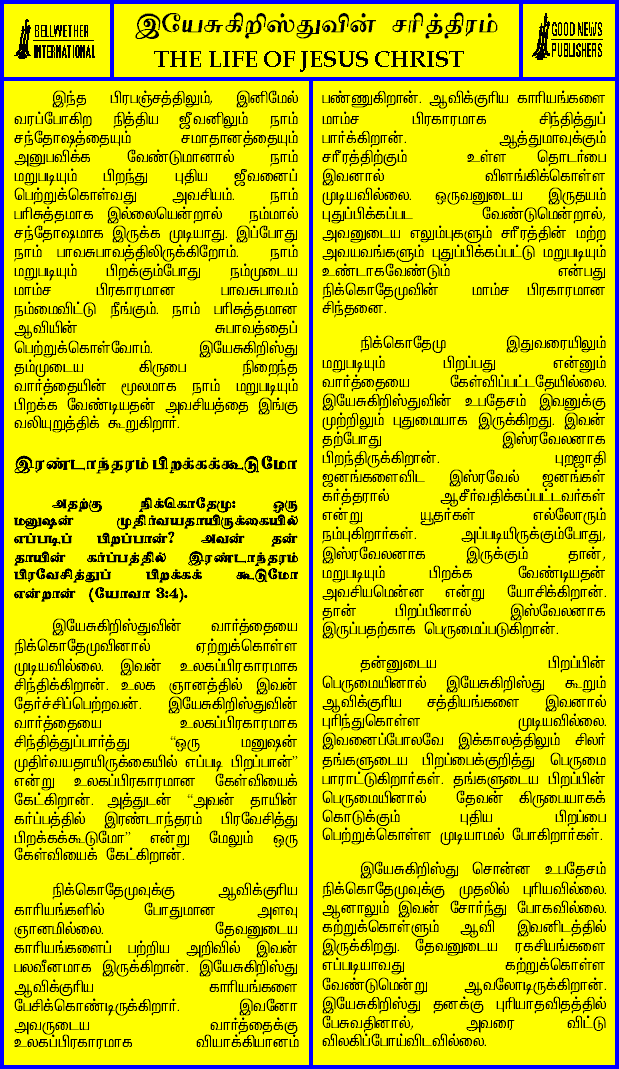 BELLWETHER
INTERNATIONAL
இயேசுகிறிஸ்துவின் சரித்திரம்
THE LIFE OF JESUS CHRIST
GOOD NEWS
PUBLISHERS
இந்த பிரபஞ்சத்திலும், இனிமேல்
வரப்போகிற நித்திய ஜீவனிலும் நாம்
சந்தோஷத்தையும் சமாதானத்தையும்
அனுபவிக்க வேண்டுமானால் நாம்
மறுபடியும் பிறந்து புதிய ஜீவனைப்
பெற்றுக்கொள்வது அவசியம். நாம்
பரிசுத்தமாக இல்லையென்றால் நம்மால்
சந்தோஷமாக இருக்க முடியாது. இப்போது
நாம் பாவசுபாவத்திலிருக்கிறோம். நாம்
மறுபடியும் பிறக்கும்போது நம்முடைய
மாம்ச பிரகாரமான பாவசுபாவம்
நம்மைவிட்டு நீங்கும். நாம் பரிசுத்தமான
ஆவியின் சுபாவத்தைப்
பெற்றுக்கொள்வோம். இயேசுகிறிஸ்து
தம்முடைய கிருபை நிறைந்த
வார்த்தையின் மூலமாக நாம் மறுபடியும்
பிறக்க வேண்டியதன் அவசியத்தை இங்கு
வலியுறுத்திக் கூறுகிறார்.
இரண்டாந்தரம் பிறக்கக்கூடுமோ
அதற்கு நிக்கொதேமு: ஒரு
மனுஷன் முதிர்வயதாயிருக்கையில்
எப்படிப் பிறப்பான்? அவன் தன்
தாயின் கர்ப்பத்தில் இரண்டாந்தரம்
பிரவேசித்துப் பிறக்கக் கூடுமோ
என்றான் (யோவா 3:4).
இயேசுகிறிஸ்துவின் வார்த்தையை
நிக்கொதேமுவினால் ஏற்றுக்கொள்ள
முடியவில்லை. இவன் உலகப்பிரகாரமாக
சிந்திக்கிறான். உலக ஞானத்தில் இவன்
தேர்ச்சிப்பெற்றவன். இயேசுகிறிஸ்துவின்
வார்த்தையை உலகப்பிரகாரமாக
சிந்தித்துப்பார்த்து “ஒரு மனுஷன்
முதிர்வயதாயிருக்கையில் எப்படி பிறப்பான்”
என்று உலகப்பிரகாரமான கேள்வியைக்
கேட்கிறான். அத்துடன் “அவன் தாயின்
கர்ப்பத்தில் இரண்டாந்தரம் பிரவேசித்து
பிறக்கக்கூடுமோ” என்று மேலும் ஒரு
கேள்வியைக் கேட்கிறான்.
நிக்கொதேமுவுக்கு ஆவிக்குரிய
காரியங்களில் போதுமான அளவு
ஞானமில்லை. தேவனுடைய
காரியங்களைப் பற்றிய அறிவில் இவன்
பலவீனமாக இருக்கிறான். இயேசுகிறிஸ்து
ஆவிக்குரிய காரியங்களை
பேசிக்கொண்டிருக்கிறார். இவனோ
அவருடைய வார்த்தைக்கு
உலகப்பிரகாரமாக வியாக்கியானம்
பண்ணுகிறான். ஆவிக்குரிய காரியங்களை
மாம்ச பிரகாரமாக சிந்தித்துப்
பார்க்கிறான். ஆத்துமாவுக்கும்
சரீரத்திற்கும் உள்ள தொடர்பை
இவனால் விளங்கிக்கொள்ள
முடியவில்லை. ஒருவனுடைய இருதயம்
புதுப்பிக்கப்பட வேண்டுமென்றால்,
அவனுடைய எலும்புகளும் சரீரத்தின் மற்ற
அவயவங்களும் புதுப்பிக்கப்பட்டு மறுபடியும்
உண்டாகவேண்டும் என்பது
நிக்கொதேமுவின் மாம்ச பிரகாரமான
சிந்தனை.
நிக்கொதேமு இதுவரையிலும்
மறுபடியும் பிறப்பது என்னும்
வார்த்தையை கேள்விப்பட்டதேயில்லை.
இயேசுகிறிஸ்துவின் உபதேசம் இவனுக்கு
முற்றிலும் புதுமையாக இருக்கிறது. இவன்
தற்போது இஸ்ரவேலனாக
பிறந்திருக்கிறான். புறஜாதி
ஜனங்களைவிட இஸ்ரவேல் ஜனங்கள்
கர்த்தரால் ஆசீர்வதிக்கப்பட்டவர்கள்
என்று யூதர்கள் எல்லோரும்
நம்புகிறார்கள். அப்படியிருக்கும்போது,
இஸ்ரவேலனாக இருக்கும் தான்,
மறுபடியும் பிறக்க வேண்டியதன்
அவசியமென்ன என்று யோசிக்கிறான்.
தான் பிறப்பினால் இஸ்வேலனாக
இருப்பதற்காக பெருமைப்படுகிறான்.
தன்னுடைய பிறப்பின்
பெருமையினால் இயேசுகிறிஸ்து கூறும்
ஆவிக்குரிய சத்தியங்களை இவனால்
புரிந்துகொள்ள முடியவில்லை.
இவனைப்போலவே இக்காலத்திலும் சிலர்
தங்களுடைய பிறப்பைக்குறித்து பெருமை
பாராட்டுகிறார்கள். தங்களுடைய பிறப்பின்
பெருமையினால் தேவன் கிருபையாகக்
கொடுக்கும் புதிய பிறப்பை
பெற்றுக்கொள்ள முடியாமல் போகிறார்கள்.
இயேசுகிறிஸ்து சொன்ன உபதேசம்
நிக்கொதேமுவுக்கு முதலில் புரியவில்லை.
ஆனாலும் இவன் சோர்ந்து போகவில்லை.
கற்றுக்கொள்ளும் ஆவி இவனிடத்தில்
இருக்கிறது. தேவனுடைய ரகசியங்களை
எப்படியாவது கற்றுக்கொள்ள
வேண்டுமென்று ஆவலோடிருக்கிறான்.
இயேசுகிறிஸ்து தனக்கு புரியாதவிதத்தில்
பேசுவதினால், அவரை விட்டு
விலகிப்போய்விடவில்லை.